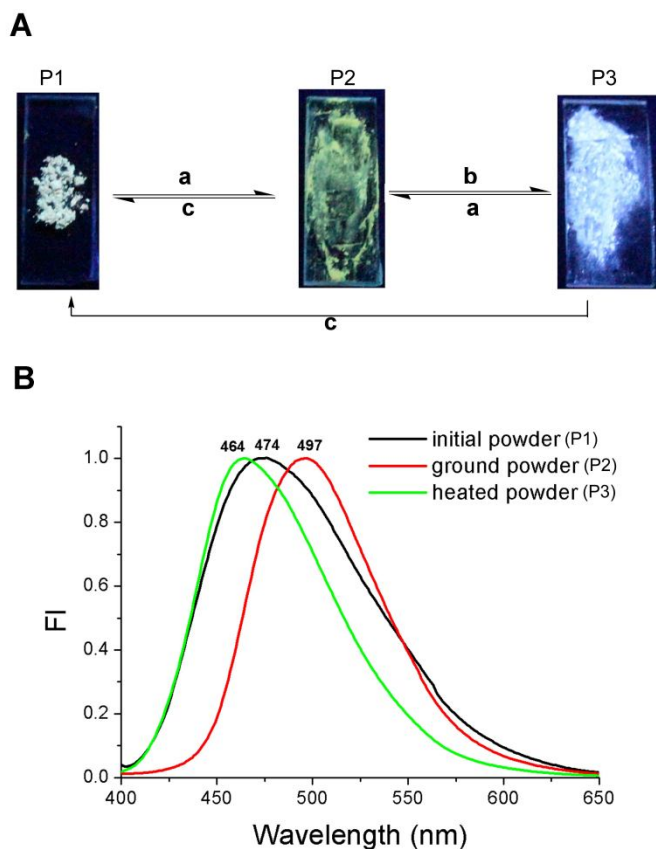 A
P1
P2
P3
a
c
b
a
c
B
464 474 497
initial powder (P1)
ground powder (P2)
heated powder (P3)
1.0
0.8
0.6
0.4
0.2
0.0
FI
400 450 500 550 600 650
Wavelength (nm)